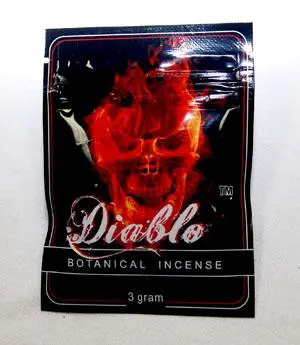 Diablo
TM
BOTANICAL INCENSE
3 gram